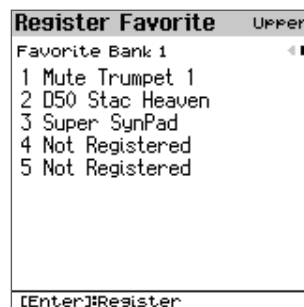 Register Favorite Upper
Favorite Bank 1
1 Mute Trumpet 1
2 D50 Stac Heaven
3 Super SynPad
4 Not Registered
5 Not Registered
[Enter]:Register